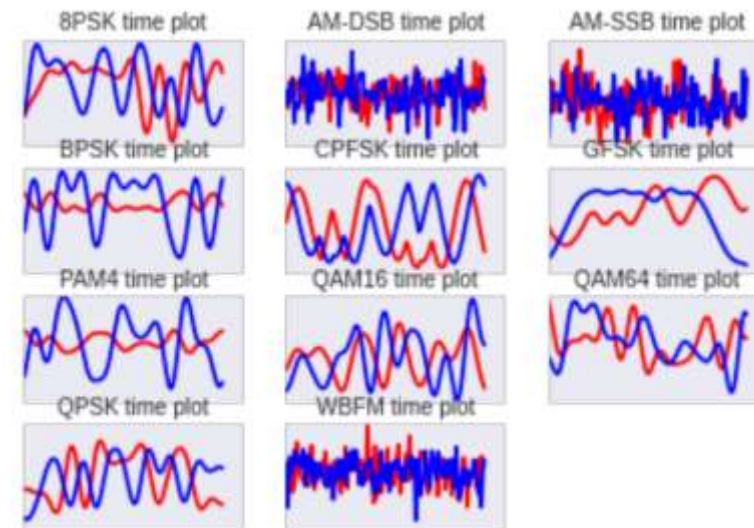 8PSK time plot
AM-DSB time plot
AM-SSB time plot
BPSK time plot
CPFSK time plot
GFSK time plot
PAM4 time plot
QAM16 time plot
QAM64 time plot
QPSK time plot
WBFM time plot